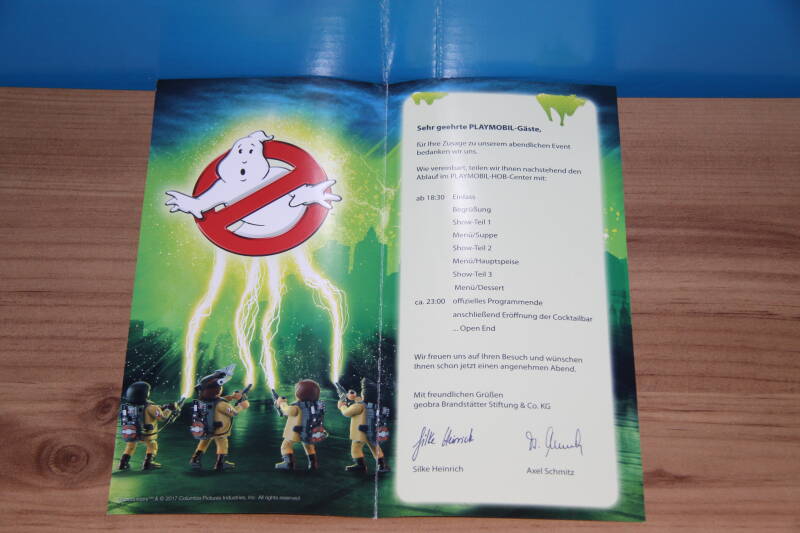 Sehr geehrte PLAYMOBIL-Gäste,
für Ihre Zusage zu unserem abendlichen Event
bedanken wir uns.
Wie vereinbart, teilen wir Ihnen nachstehend den
Ablauf im PLAYMOBIL-HOB-Center mit:
ab 18:30 Einlass
Begrüßung
Show-Teil 1
Menü/Suppe
Show-Teil 2
Menü/Hauptspeise
Show-Teil 3
Menü/Dessert
ca. 23:00 offizielles Programmende
anschließend Eröffnung der Cocktailbar
... Open End
Wir freuen uns auf Ihren Besuch und wünschen
Ihnen schon jetzt einen angenehmen Abend.
Mit freundlichen Grüßen
geobra Brandstätter Stiftung & Co. KG
Silke Heinrich
Silke Heinrich Axel Schmitz
™ & © 2017 Columbia Pictures Industries, Inc. All rights reserved.